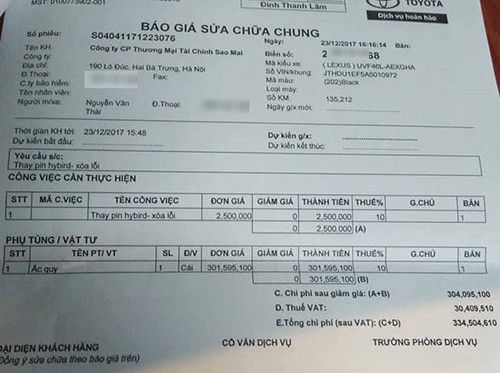 MST: 0100773902-001
Đinh Thanh Lâm
TOYOTA
Dịch vụ hoàn hảo
BÁO GIÁ SỬA CHỮA CHUNG
Số phiếu: S04041171223076 Ngày: 23/12/2017 16:16:14 Bản:
Tên KH: Công ty CP Thương Mại Tài Chính Sao Mai Biển số: 68
Công ty: Mã kiểu xe ( LEXUS ) UVF46L-AEXGHA
Địa chỉ: 190 Lò Đúc, Hai Bà Trưng, Hà Nội Số VIN/khung: JTHDU1EF5A5010972
Đ.Thoại: Fax: Mã màu: (202)Black
C.ty bảo hiểm: Loại máy:
Tên nhân viên: Số KM: 135,212
Người m/xe: Nguyễn Văn Thái Đ.Thoại: Ngày g/x mới:
Thời gian KH tới: 23/12/2017 15:48 Dự kiến g/x:
Dự kiến bắt đầu: Dự kiến kết thúc:
Yêu cầu s/c:
Thay pin hybird- xóa lỗi
CÔNG VIỆC CẦN THỰC HIỆN
STT MÃ C.VIỆC TÊN CÔNG VIỆC ĐƠN GIÁ GIẢM GIÁ THÀNH TIỀN THUẾ% G.CHÚ BẢN
1 Thay pin hybird- xóa lỗi 2,500,000 0 2,500,000 10 1
0 2,500,000 (A)
PHỤ TÙNG / VẬT TƯ
STT TÊN PT/ VT SL Đ/V ĐƠN GIÁ GIẢM GIÁ THÀNH TIỀN THUẾ% G.CHÚ BẢN
1 Ac quy 1 Cái 301,595,100 0 301,595,100 10 1
0 301,595,100 (B)
C. Chi phí sau giảm giá: (A+B) 304,095,100
D. Thuế VAT: 30,409,510
E.Tổng chi phí (sau VAT): (C+D) 334,504,610
ĐẠI DIỆN KHÁCH HÀNG CỐ VẤN DỊCH VỤ TRƯỞNG PHÒNG DỊCH VỤ
(Đồng ý sửa chữa theo báo giá trên)